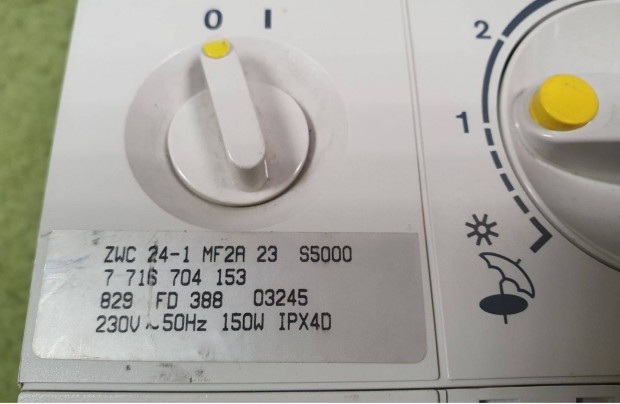 0 I
2
1
ZWC 24-1 MF2A 23 S5000
7 716 704 153
829 FD 388 03245
230V ~ 50Hz 150W IPX4D